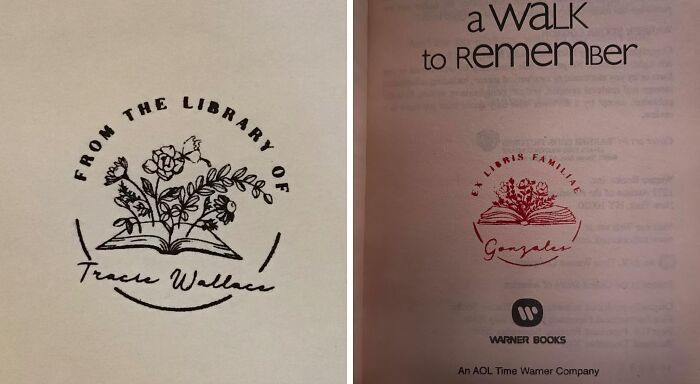 FROM THE LIBRARY OF
Tracie Wallace
a WALK
to REMEMBER
EX LIBRIS FAMILIAE
Gonzales
WARNER BOOKS
An AOL Time Warner Company